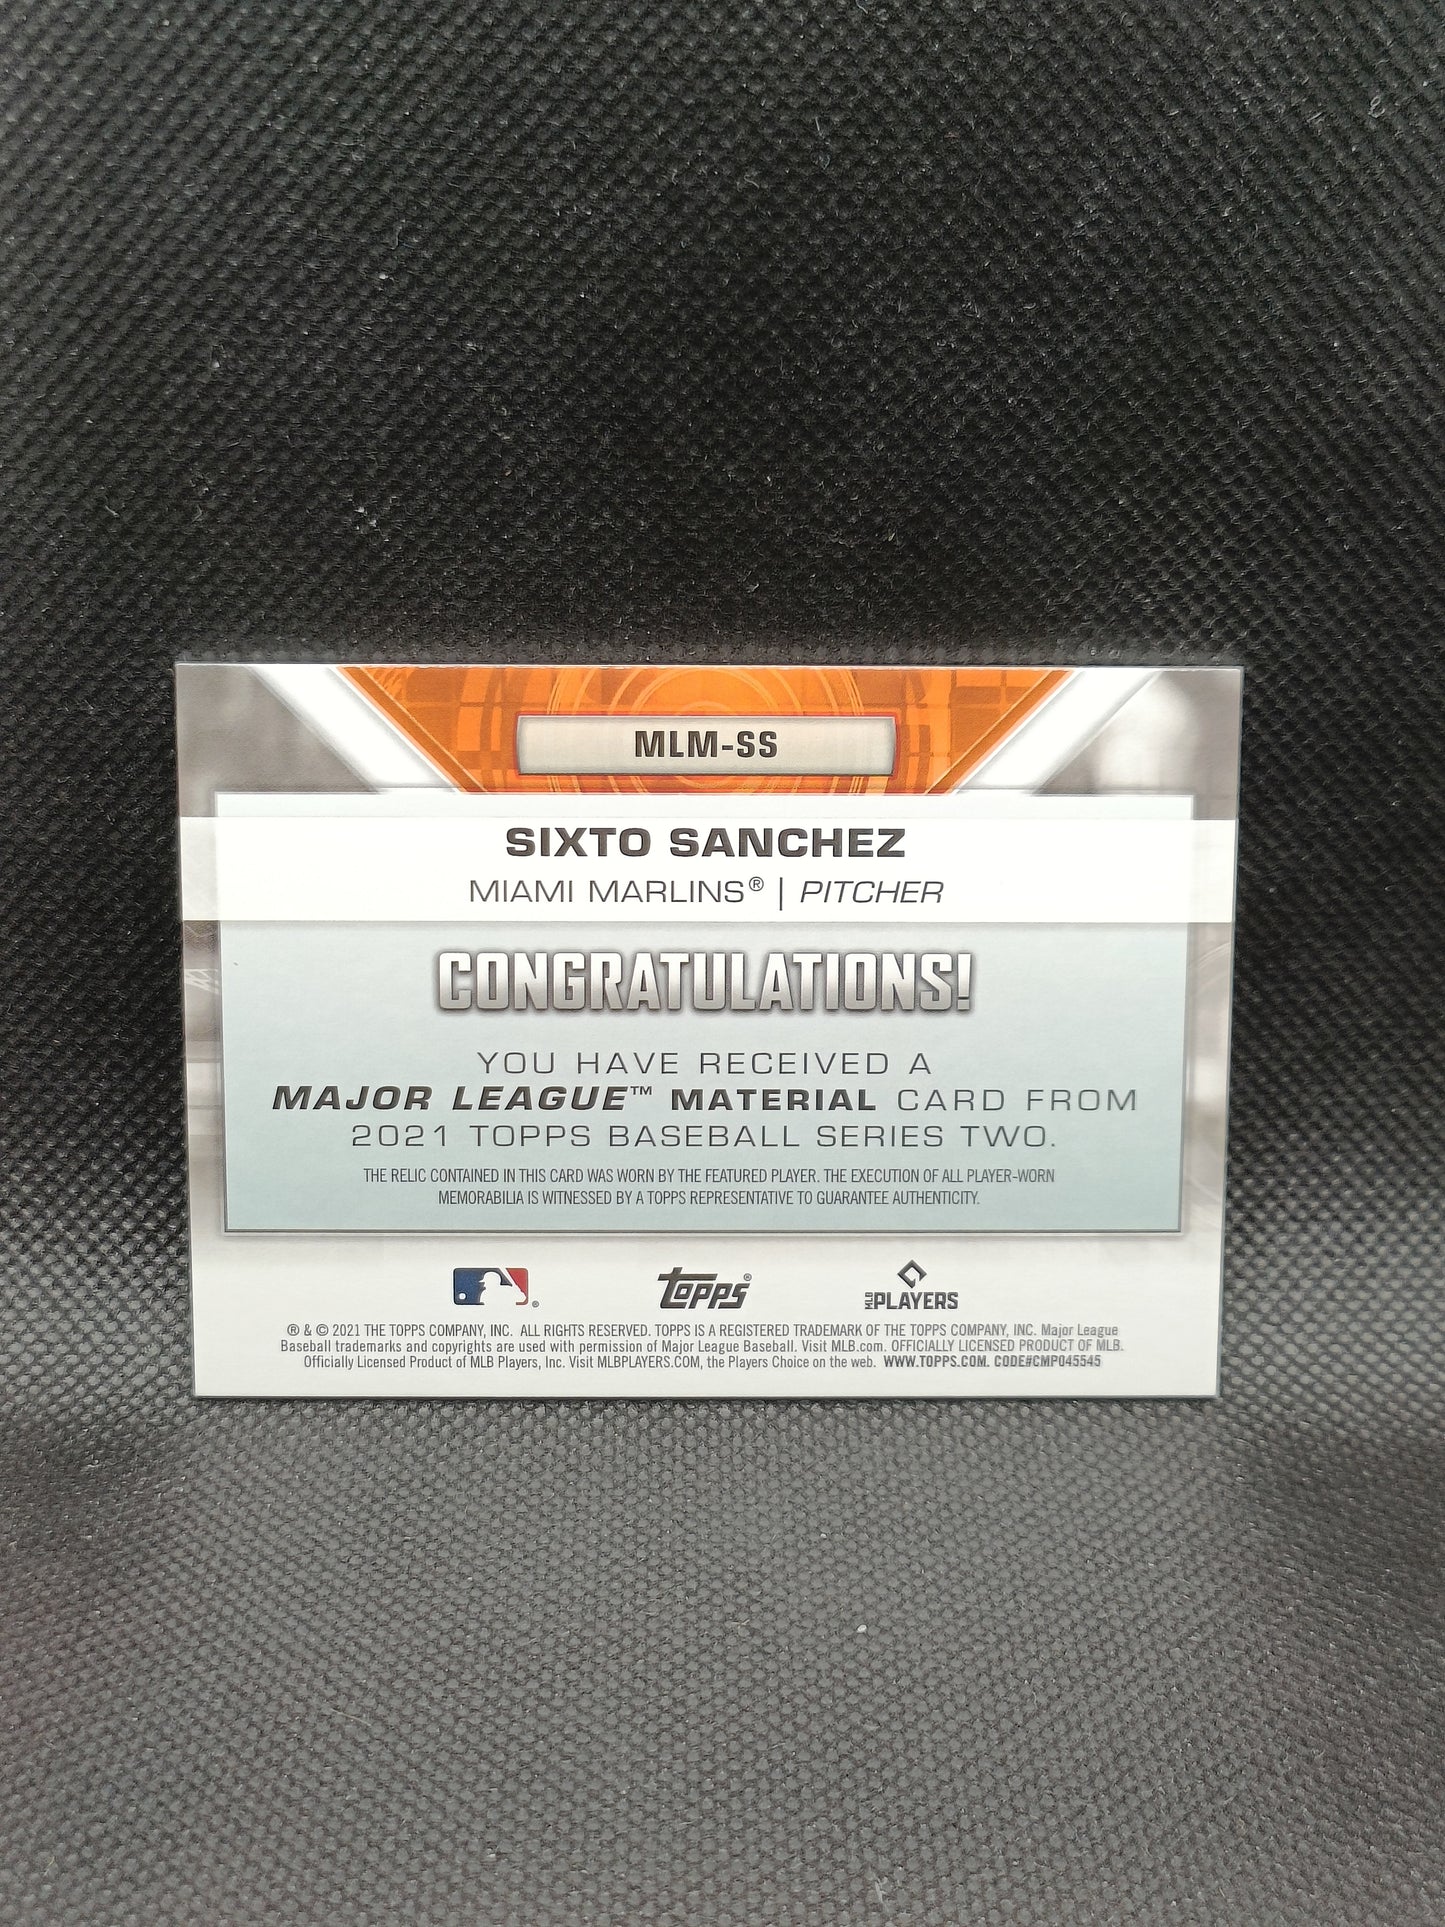 MLM-SS
SIXTO SANCHEZ
MIAMI MARLINS® | PITCHER
CONGRATULATIONS!
YOU HAVE RECEIVED A
MAJOR LEAGUE™ MATERIAL CARD FROM
2021 TOPPS BASEBALL SERIES TWO.
THE RELIC CONTAINED IN THIS CARD WAS WORN BY THE FEATURED PLAYER. THE EXECUTION OF ALL PLAYER-WORN
MEMORABILIA IS WITNESSED BY A TOPPS REPRESENTATIVE TO GUARANTEE AUTHENTICITY.
® Topps® MLB PLAYERS
® & © 2021 THE TOPPS COMPANY, INC. ALL RIGHTS RESERVED. TOPPS IS A REGISTERED TRADEMARK OF THE TOPPS COMPANY, INC. Major League
Baseball trademarks and copyrights are used with permission of Major League Baseball. Visit MLB.com. OFFICIALLY LICENSED PRODUCT OF MLB.
Officially Licensed Product of MLB Players, Inc. Visit MLBPLAYERS.COM, the Players Choice on the web. WWW.TOPPS.COM. CODE#CMP045545